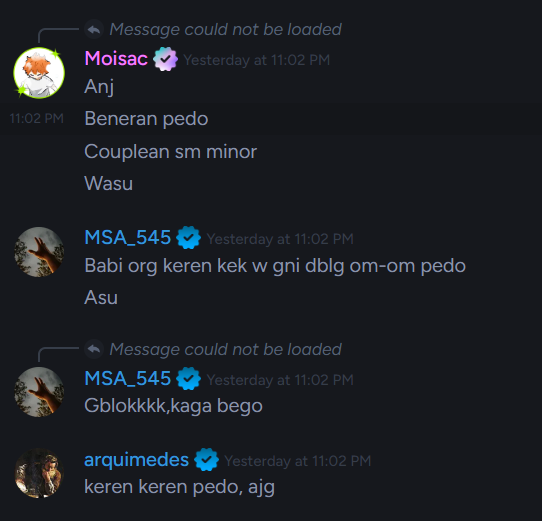 Message could not be loaded
Moisac Yesterday at 11:02 PM
Anj
11:02 PM Beneran pedo
Couplean sm minor
Wasu
MSA_545 Yesterday at 11:02 PM
Babi org keren kek w gni dblg om-om pedo
Asu
Message could not be loaded
MSA_545 Yesterday at 11:02 PM
Gblokkkk,kaga bego
arquimedes Yesterday at 11:02 PM
keren keren pedo, ajg